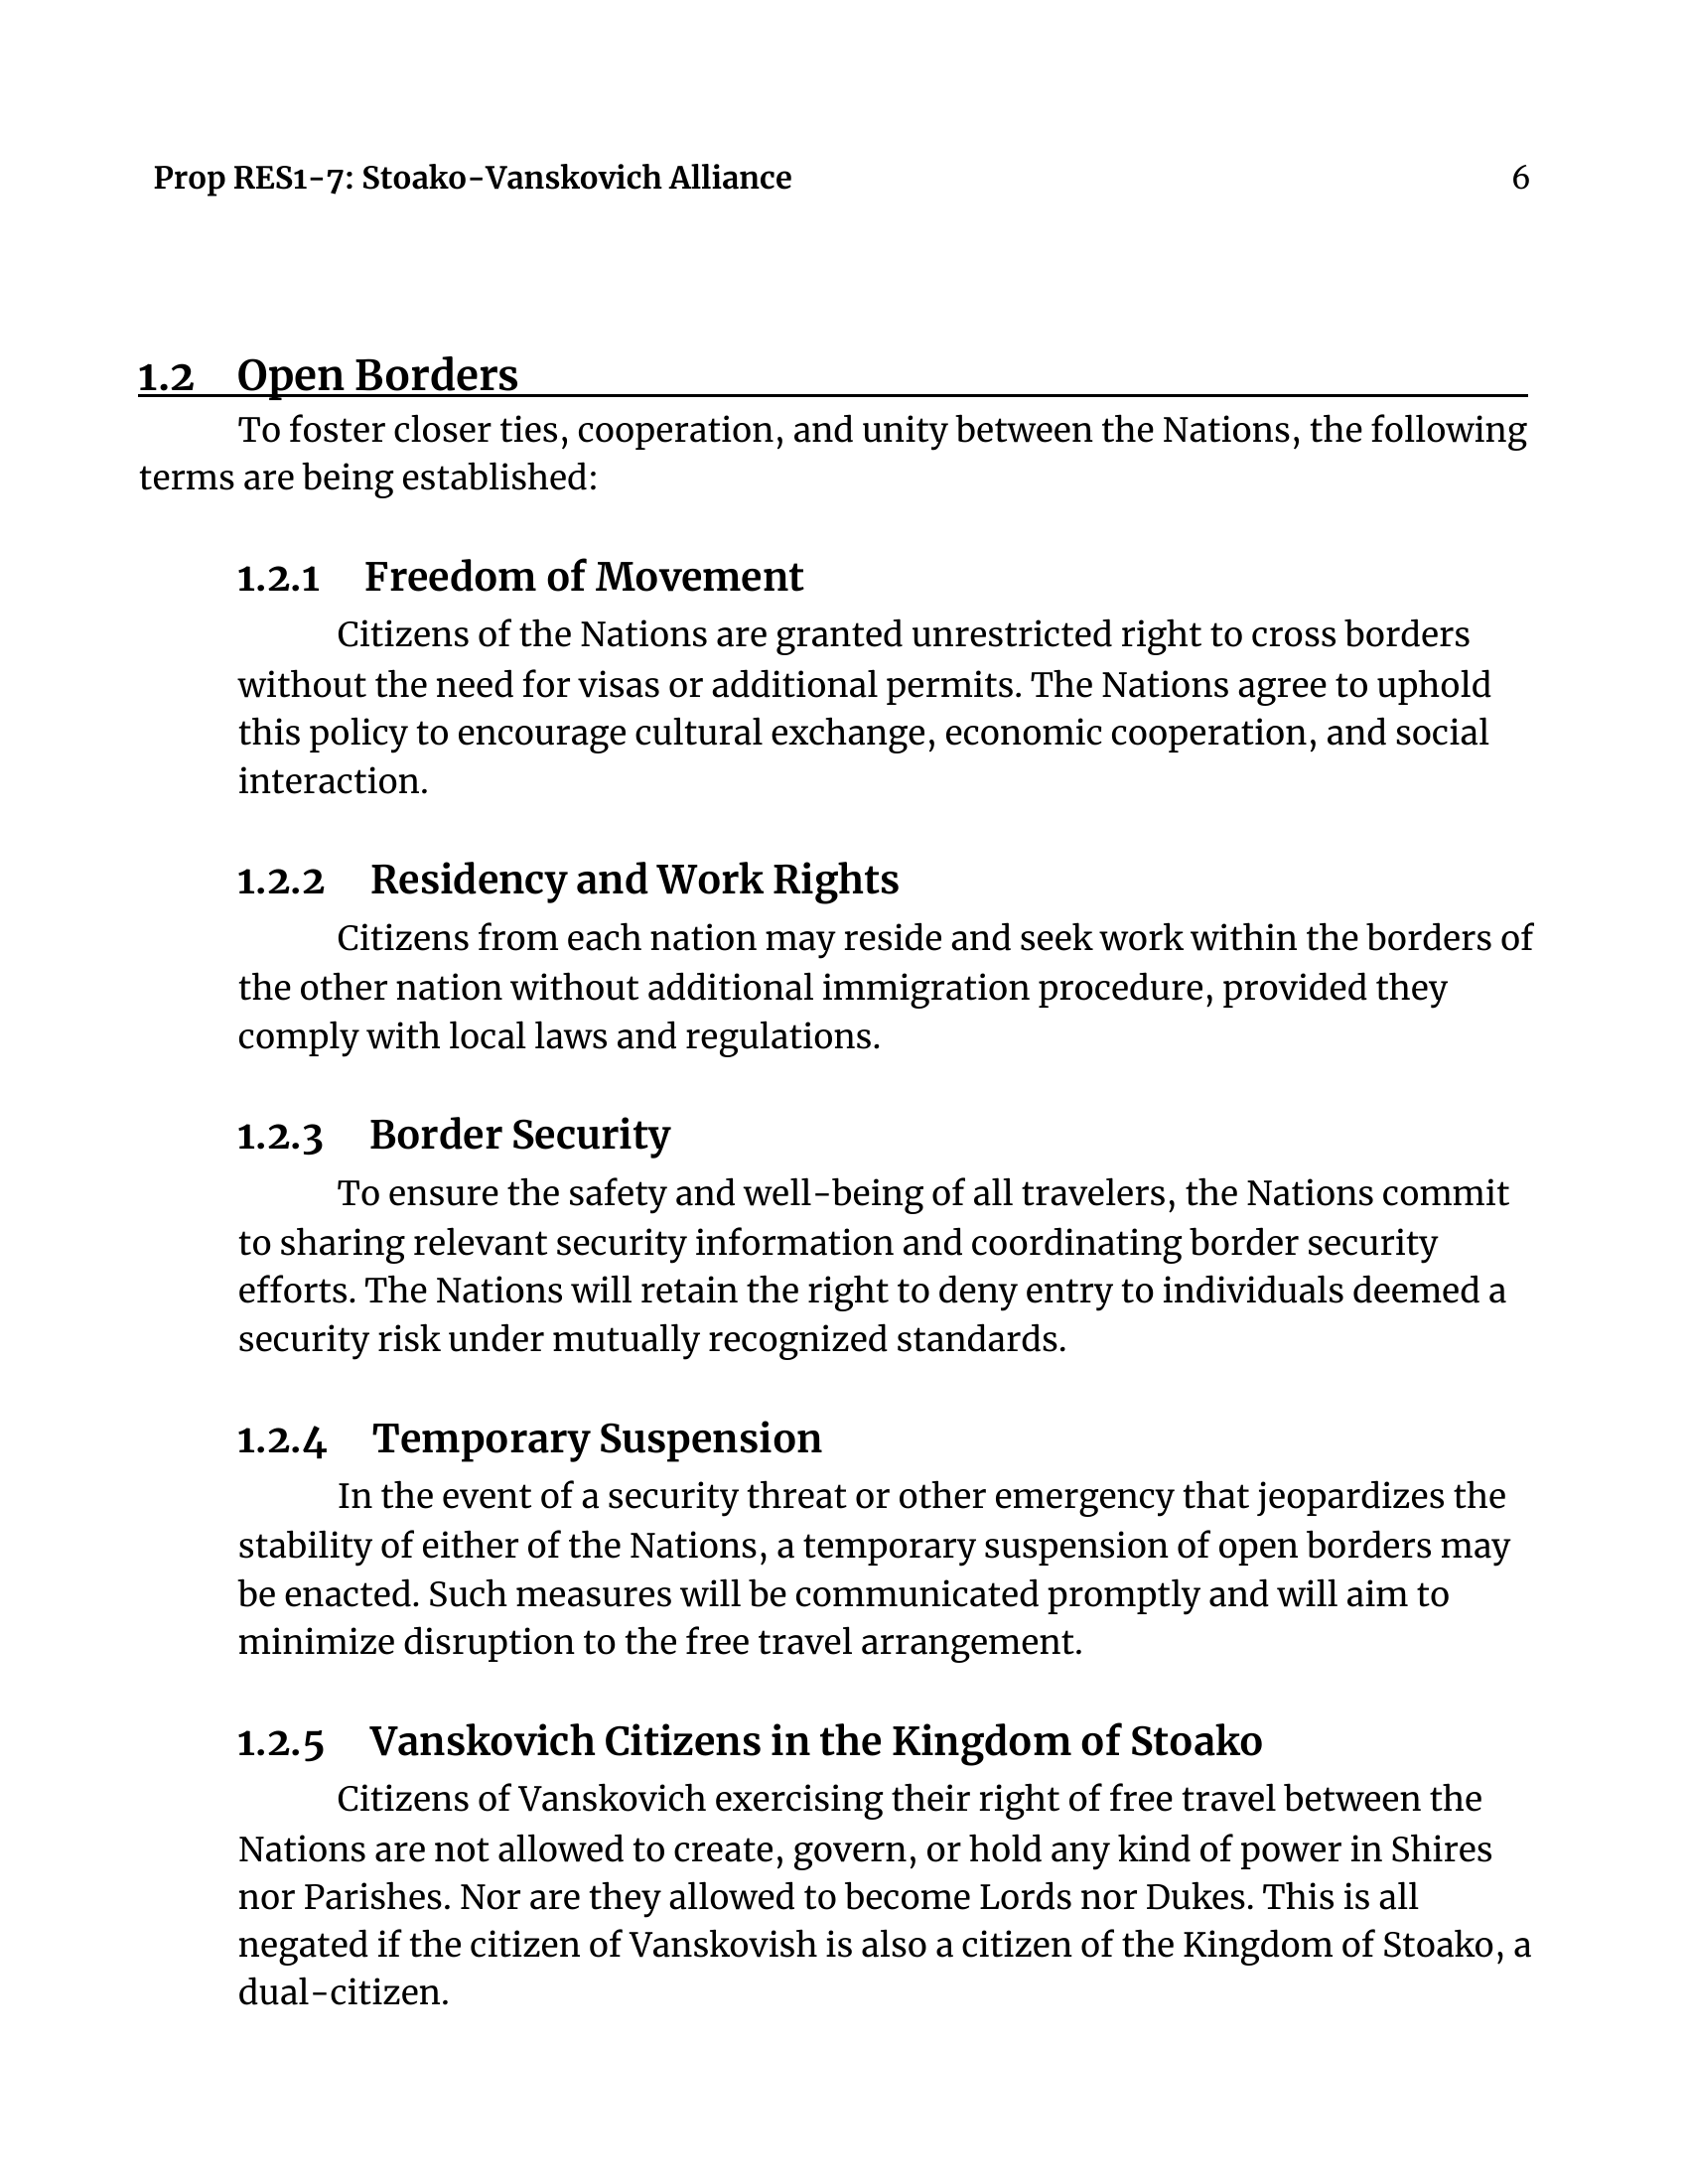 Prop RES1-7: Stoako-Vanskovich Alliance 6
1.2 Open Borders
To foster closer ties, cooperation, and unity between the Nations, the following
terms are being established:
1.2.1 Freedom of Movement
Citizens of the Nations are granted unrestricted right to cross borders
without the need for visas or additional permits. The Nations agree to uphold
this policy to encourage cultural exchange, economic cooperation, and social
interaction.
1.2.2 Residency and Work Rights
Citizens from each nation may reside and seek work within the borders of
the other nation without additional immigration procedure, provided they
comply with local laws and regulations.
1.2.3 Border Security
To ensure the safety and well-being of all travelers, the Nations commit
to sharing relevant security information and coordinating border security
efforts. The Nations will retain the right to deny entry to individuals deemed a
security risk under mutually recognized standards.
1.2.4 Temporary Suspension
In the event of a security threat or other emergency that jeopardizes the
stability of either of the Nations, a temporary suspension of open borders may
be enacted. Such measures will be communicated promptly and will aim to
minimize disruption to the free travel arrangement.
1.2.5 Vanskovich Citizens in the Kingdom of Stoako
Citizens of Vanskovich exercising their right of free travel between the
Nations are not allowed to create, govern, or hold any kind of power in Shires
nor Parishes. Nor are they allowed to become Lords nor Dukes. This is all
negated if the citizen of Vanskovish is also a citizen of the Kingdom of Stoako, a
dual-citizen.